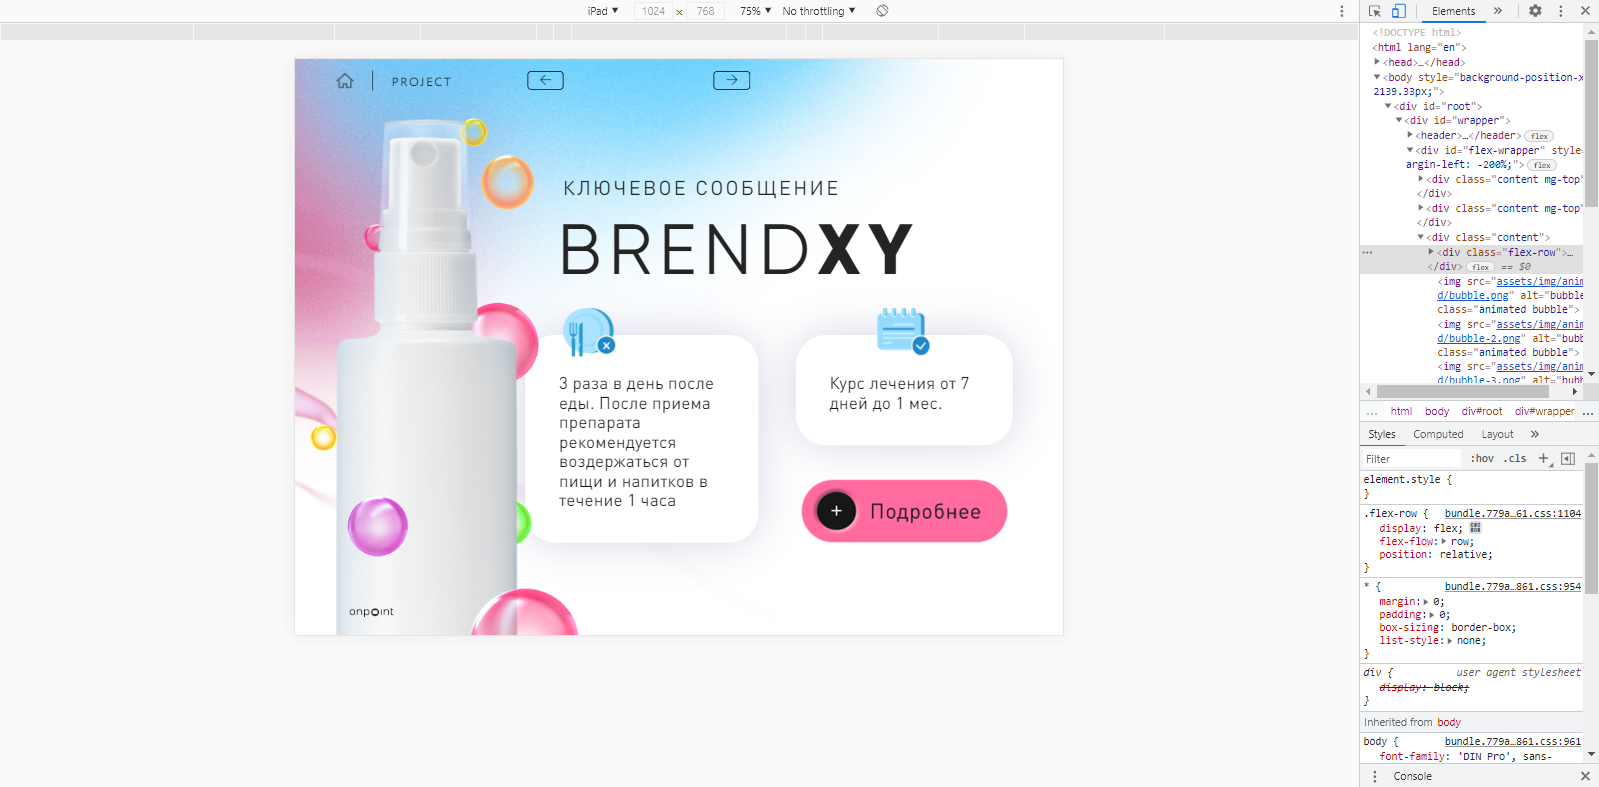 iPad ▼ 1024 × 768 75% ▼ No throttling ▼
Elements
PROJECT
КЛЮЧЕВОЕ СООБЩЕНИЕ
BRENDXY
3 раза в день после
еды. После приема
препарата
рекомендуется
воздержаться от
пищи и напитков в
течение 1 часа
Курс лечения от 7
дней до 1 мес.
+ Подробнее
onpoint
<!DOCTYPE html>
<html lang="en">
▶<head>…</head>
▼<body style="background-position-x
2139.33px;">
▼<div id="root">
▼<div id="wrapper">
▶<header>…</header> flex
▼<div id="flex-wrapper" style
argin-left: -200%;"> flex
▶<div class="content mg-top"
</div>
▶<div class="content mg-top"
</div>
▼<div class="content">
… ▶<div class="flex-row">…
</div> flex == $0
<img src="assets/img/anim
d/bubble.png" alt="bubble
class="animated bubble">
<img src="assets/img/anim
d/bubble-2.png" alt="bubb
class="animated bubble">
<img src="assets/img/anim
d/bubble-3.png" alt="bubb
… html body div#root div#wrapper …
Styles Computed Layout »
Filter :hov .cls +
element.style {
}
.flex-row { bundle.779a…61.css:1104
display: flex;
flex-flow:▶ row;
position: relative;
}
* { bundle.779a…861.css:954
margin:▶ 0;
padding:▶ 0;
box-sizing: border-box;
list-style:▶ none;
}
div { user agent stylesheet
display: block;
}
Inherited from body
body { bundle.779a…861.css:961
font-family: 'DIN Pro', sans-
Console